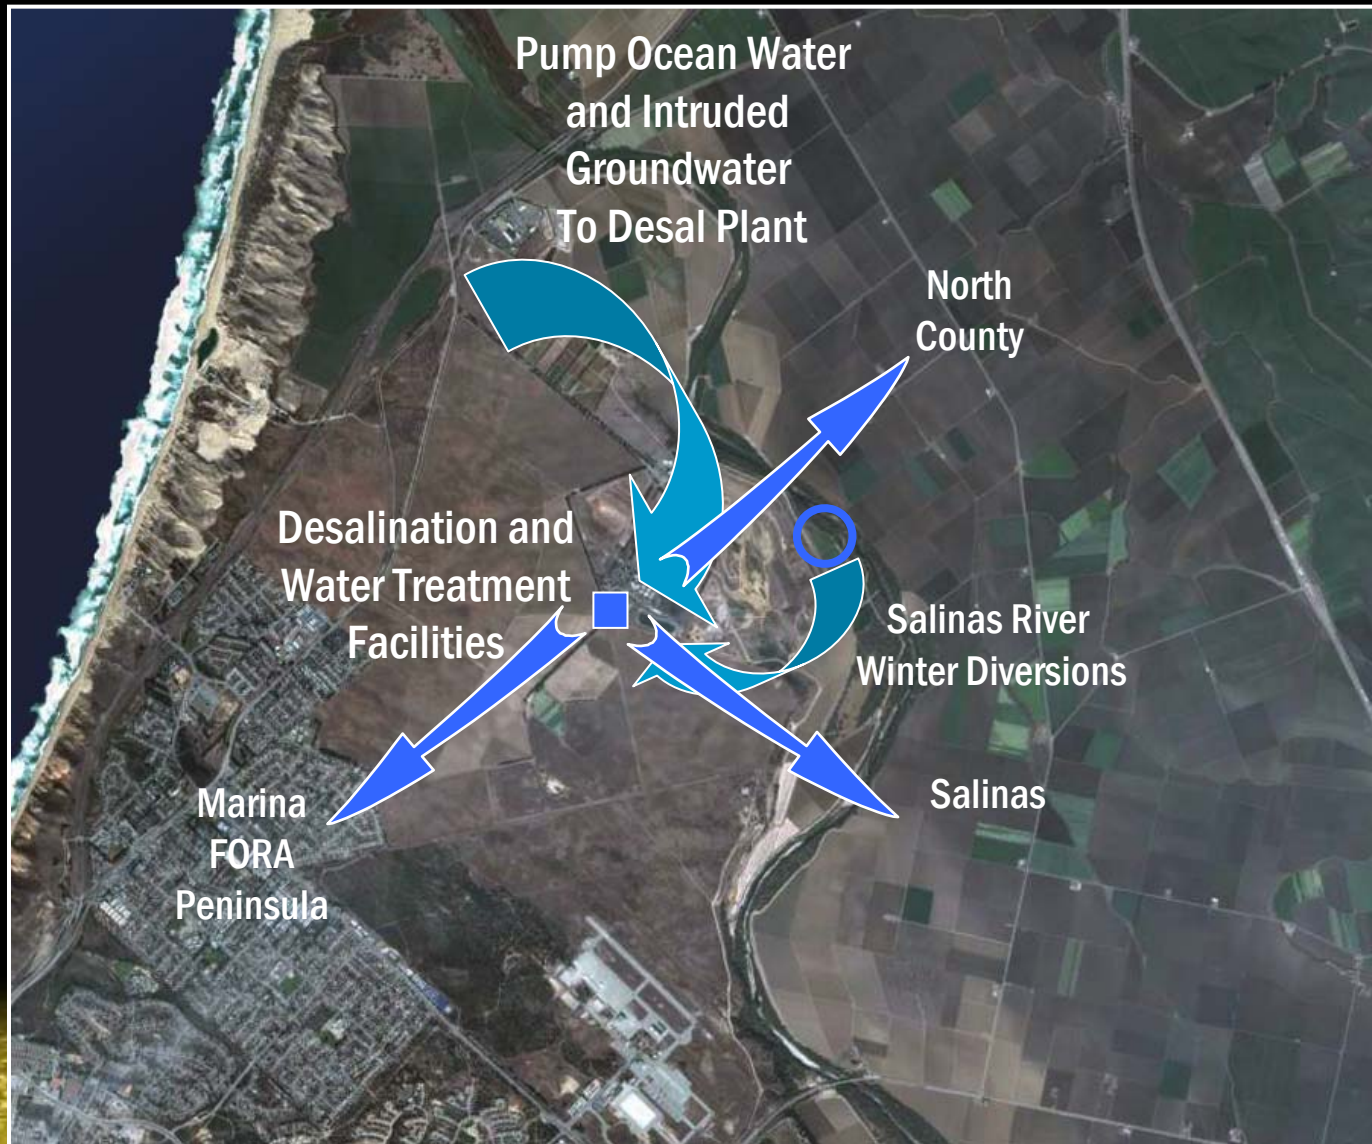 Pump Ocean Water
and Intruded
Groundwater
To Desal Plant
North
County
Desalination and
Water Treatment
Facilities
Salinas River
Winter Diversions
Salinas
Marina
FORA
Peninsula